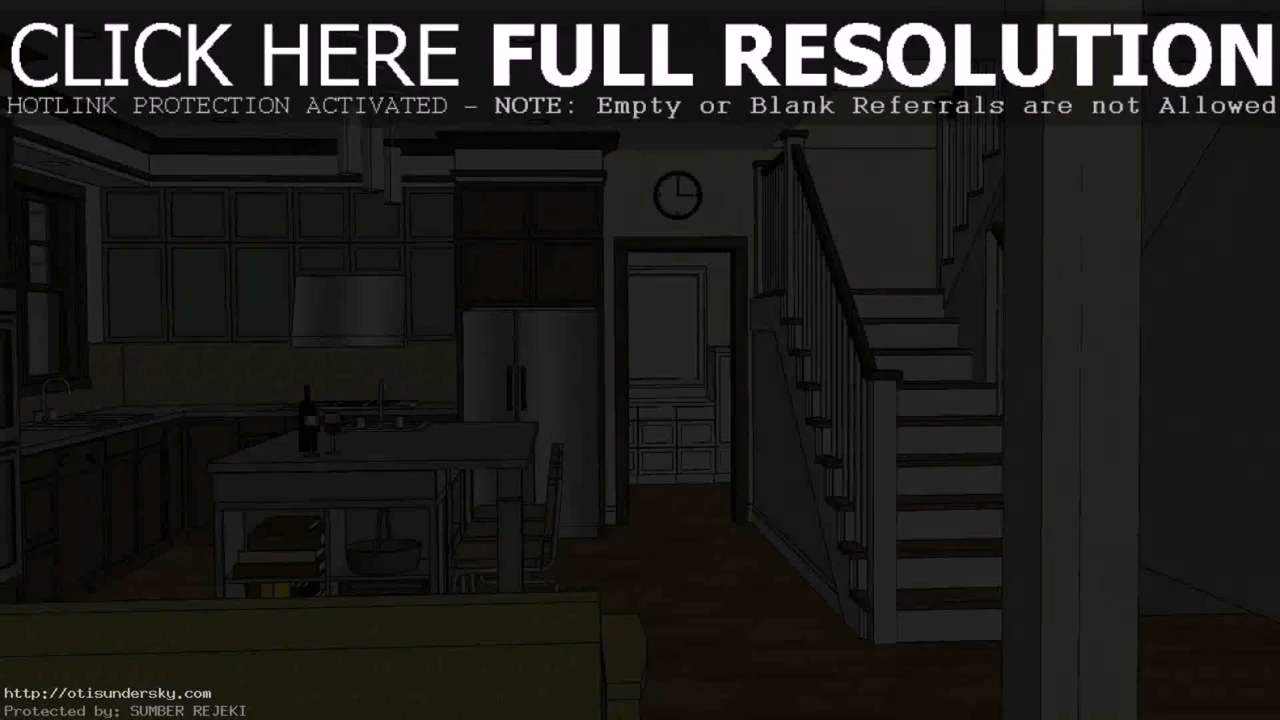 CLICK HERE FULL RESOLUTION
HOTLINK PROTECTION ACTIVATED - NOTE: Empty or Blank Referrals are not Allowed
http://otisundersky.com
Protected by: SUMBER REJEKI